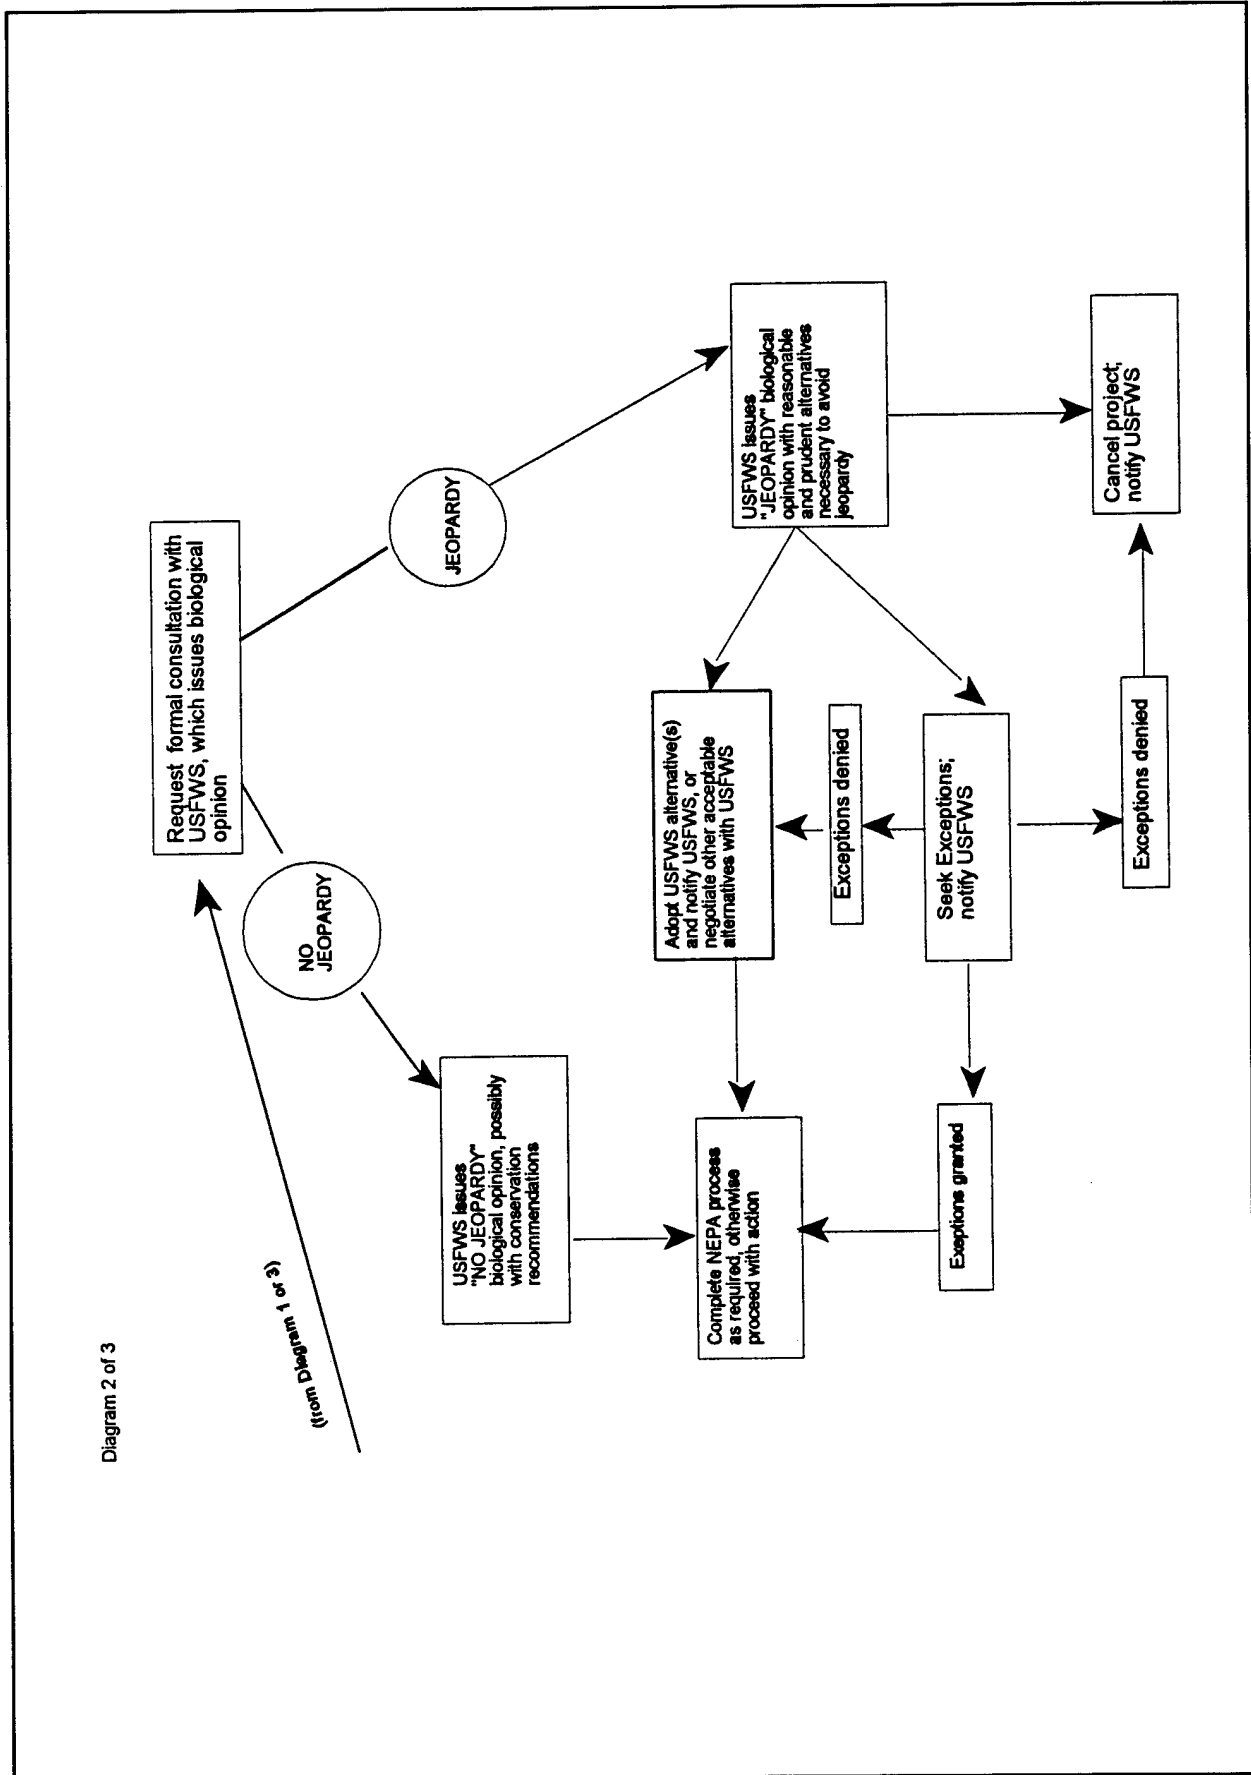 Diagram 2 of 3
(from Diagram 1 or 3)
Request formal consultation with
USFWS, which issues biological
opinion
NO
JEOPARDY
JEOPARDY
USFWS issues
"NO JEOPARDY"
biological opinion, possibly
with conservation
recommendations
USFWS issues
"JEOPARDY" biological
opinion with reasonable
and prudent alternatives
necessary to avoid
jeopardy
Adopt USFWS alternative(s)
and notify USFWS, or
negotiate other acceptable
alternatives with USFWS
Complete NEPA process
as required, otherwise
proceed with action
Exceptions denied
Seek Exceptions;
notify USFWS
Exeptions granted
Exceptions denied
Cancel project;
notify USFWS